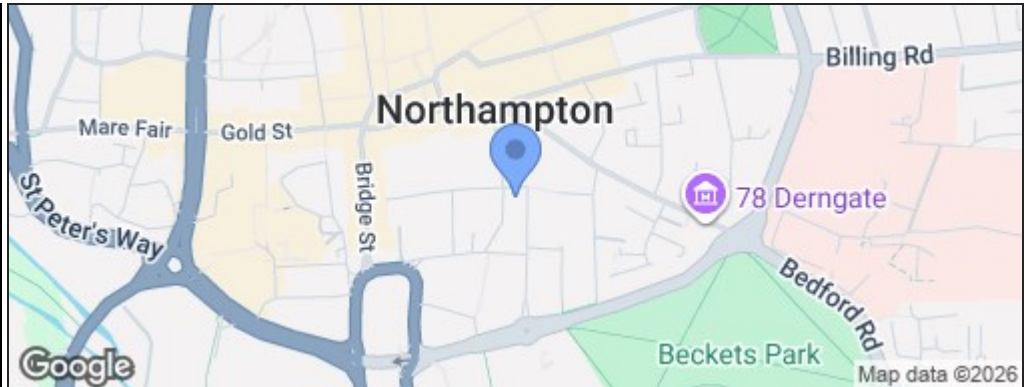 Billing Rd
Northampton
Mare Fair
Gold St
Bridge St
78 Derngate
St Peter's Way
Bedford Rd
Beckets Park
Google
Map data ©2026